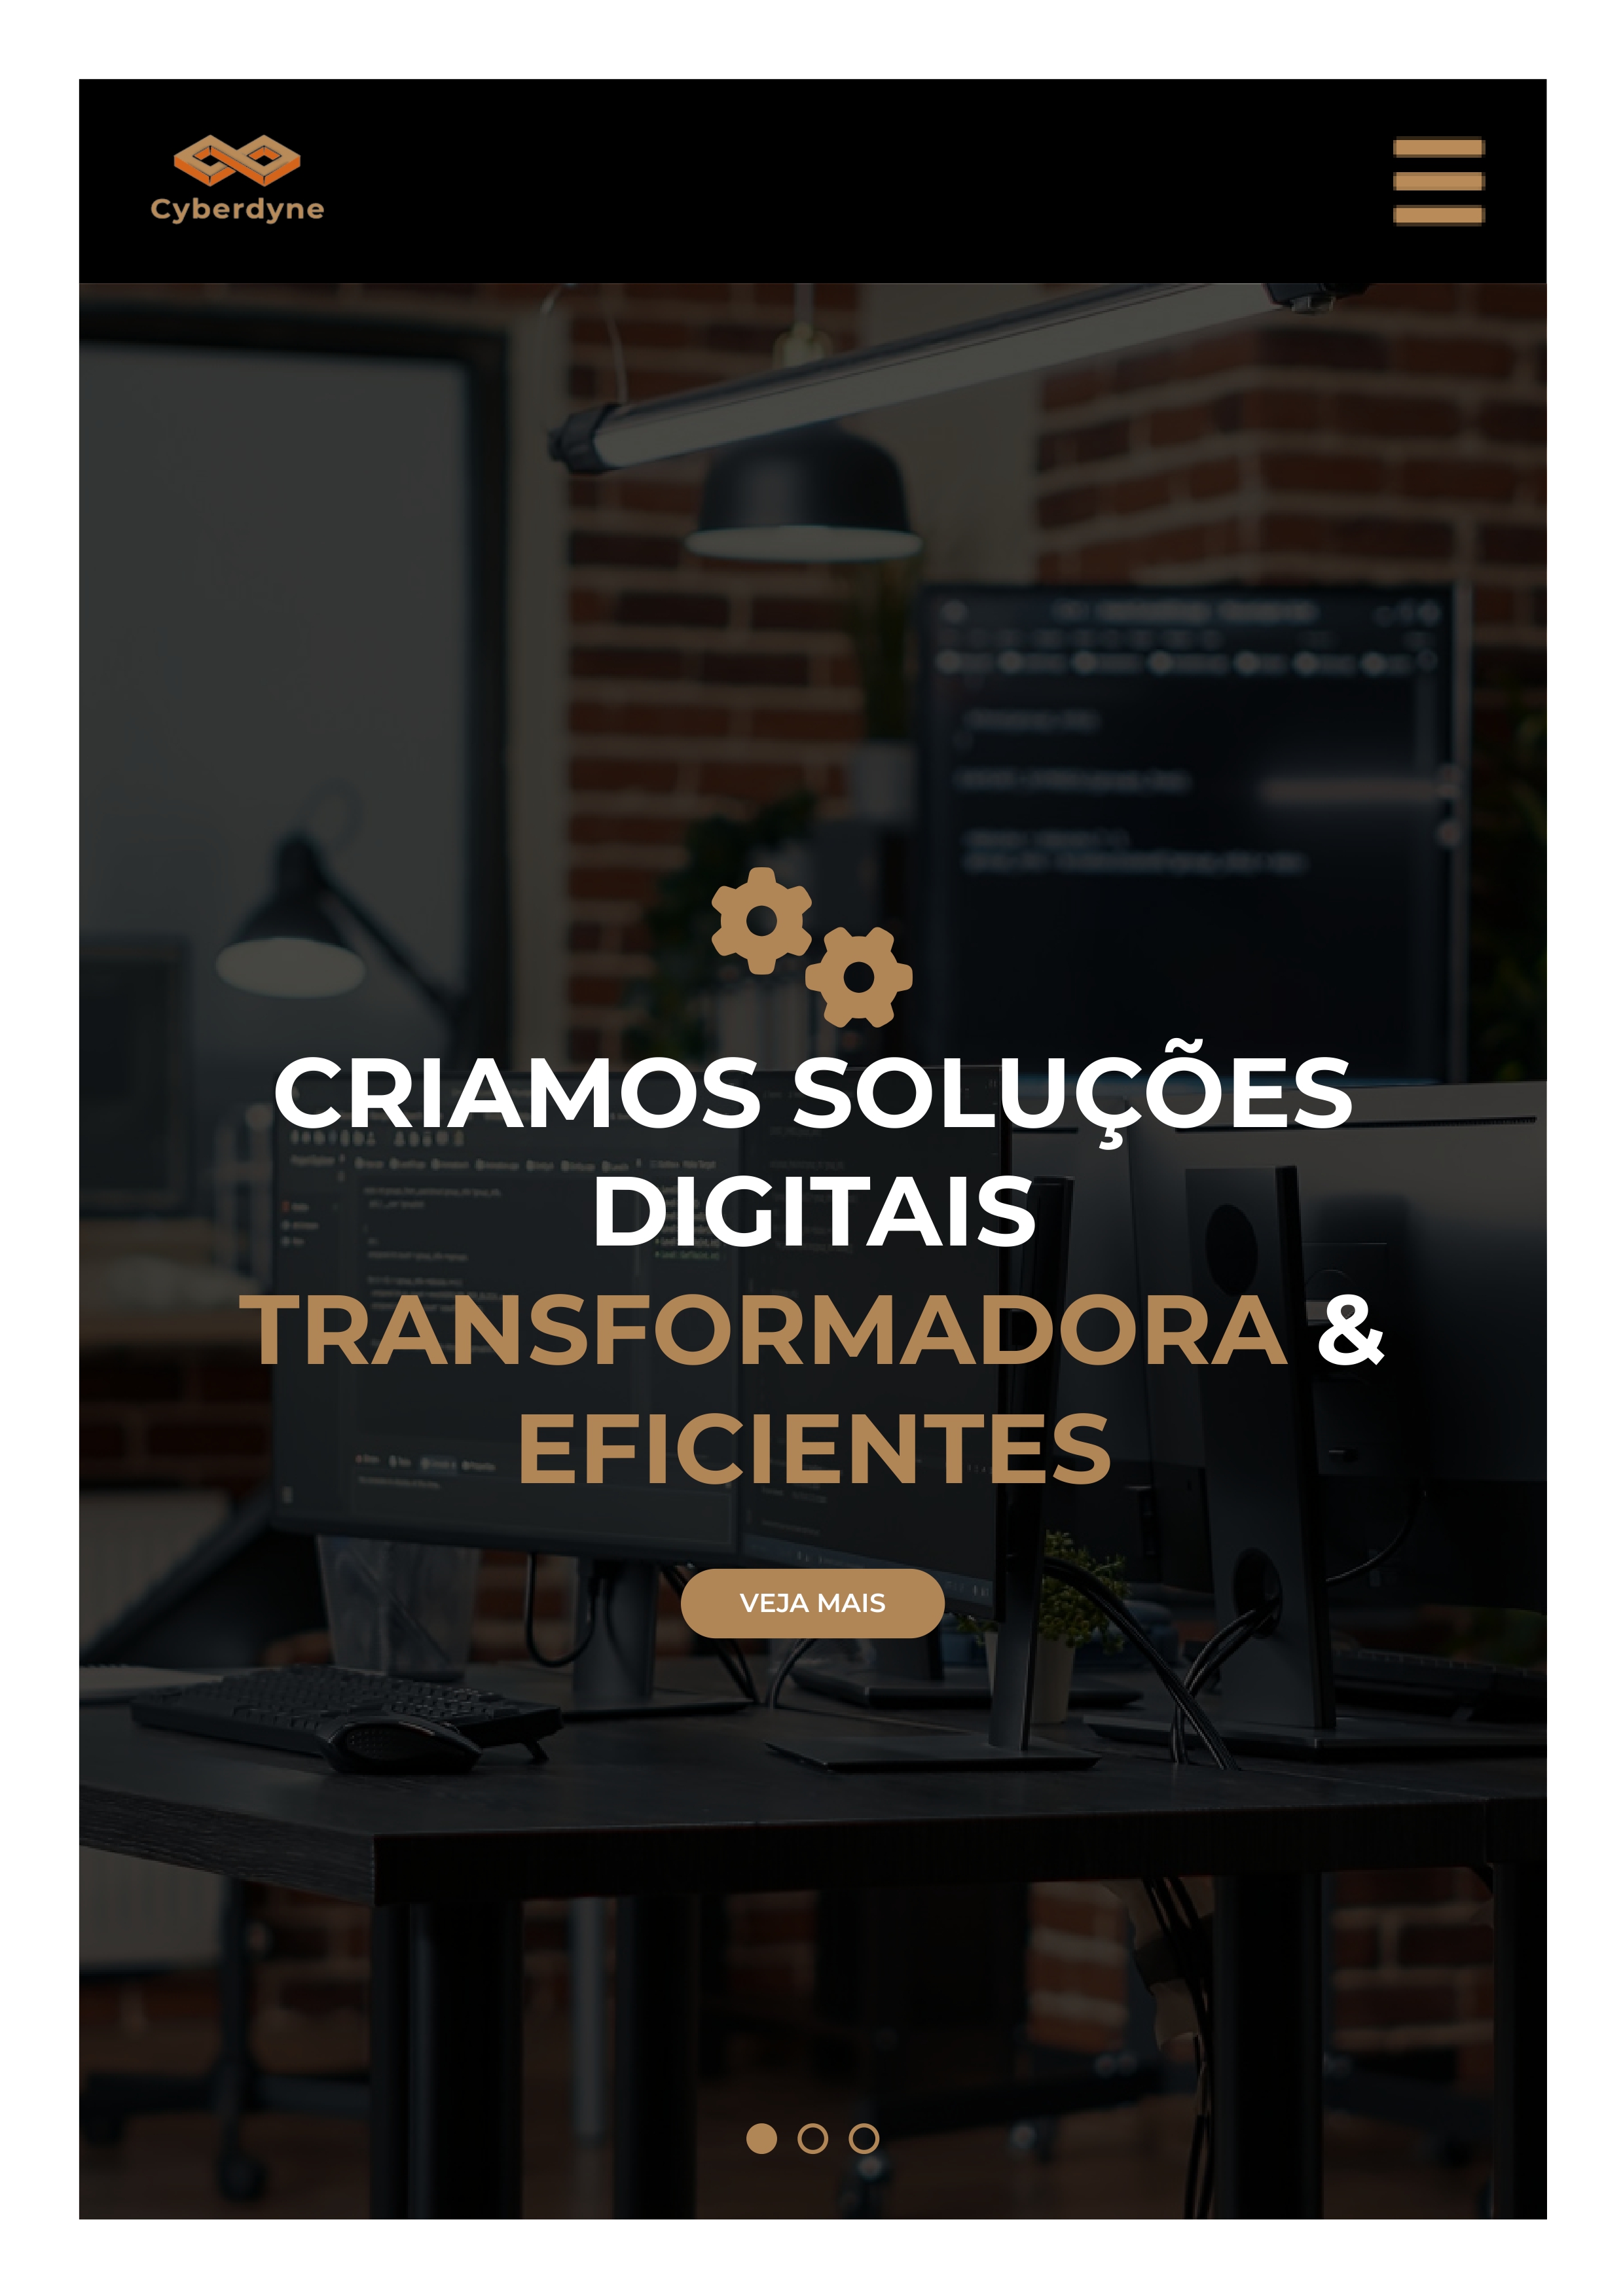 Cyberdyne
CRIAMOS SOLUÇÕES
DIGITAIS
TRANSFORMADORA &
EFICIENTES
VEJA MAIS